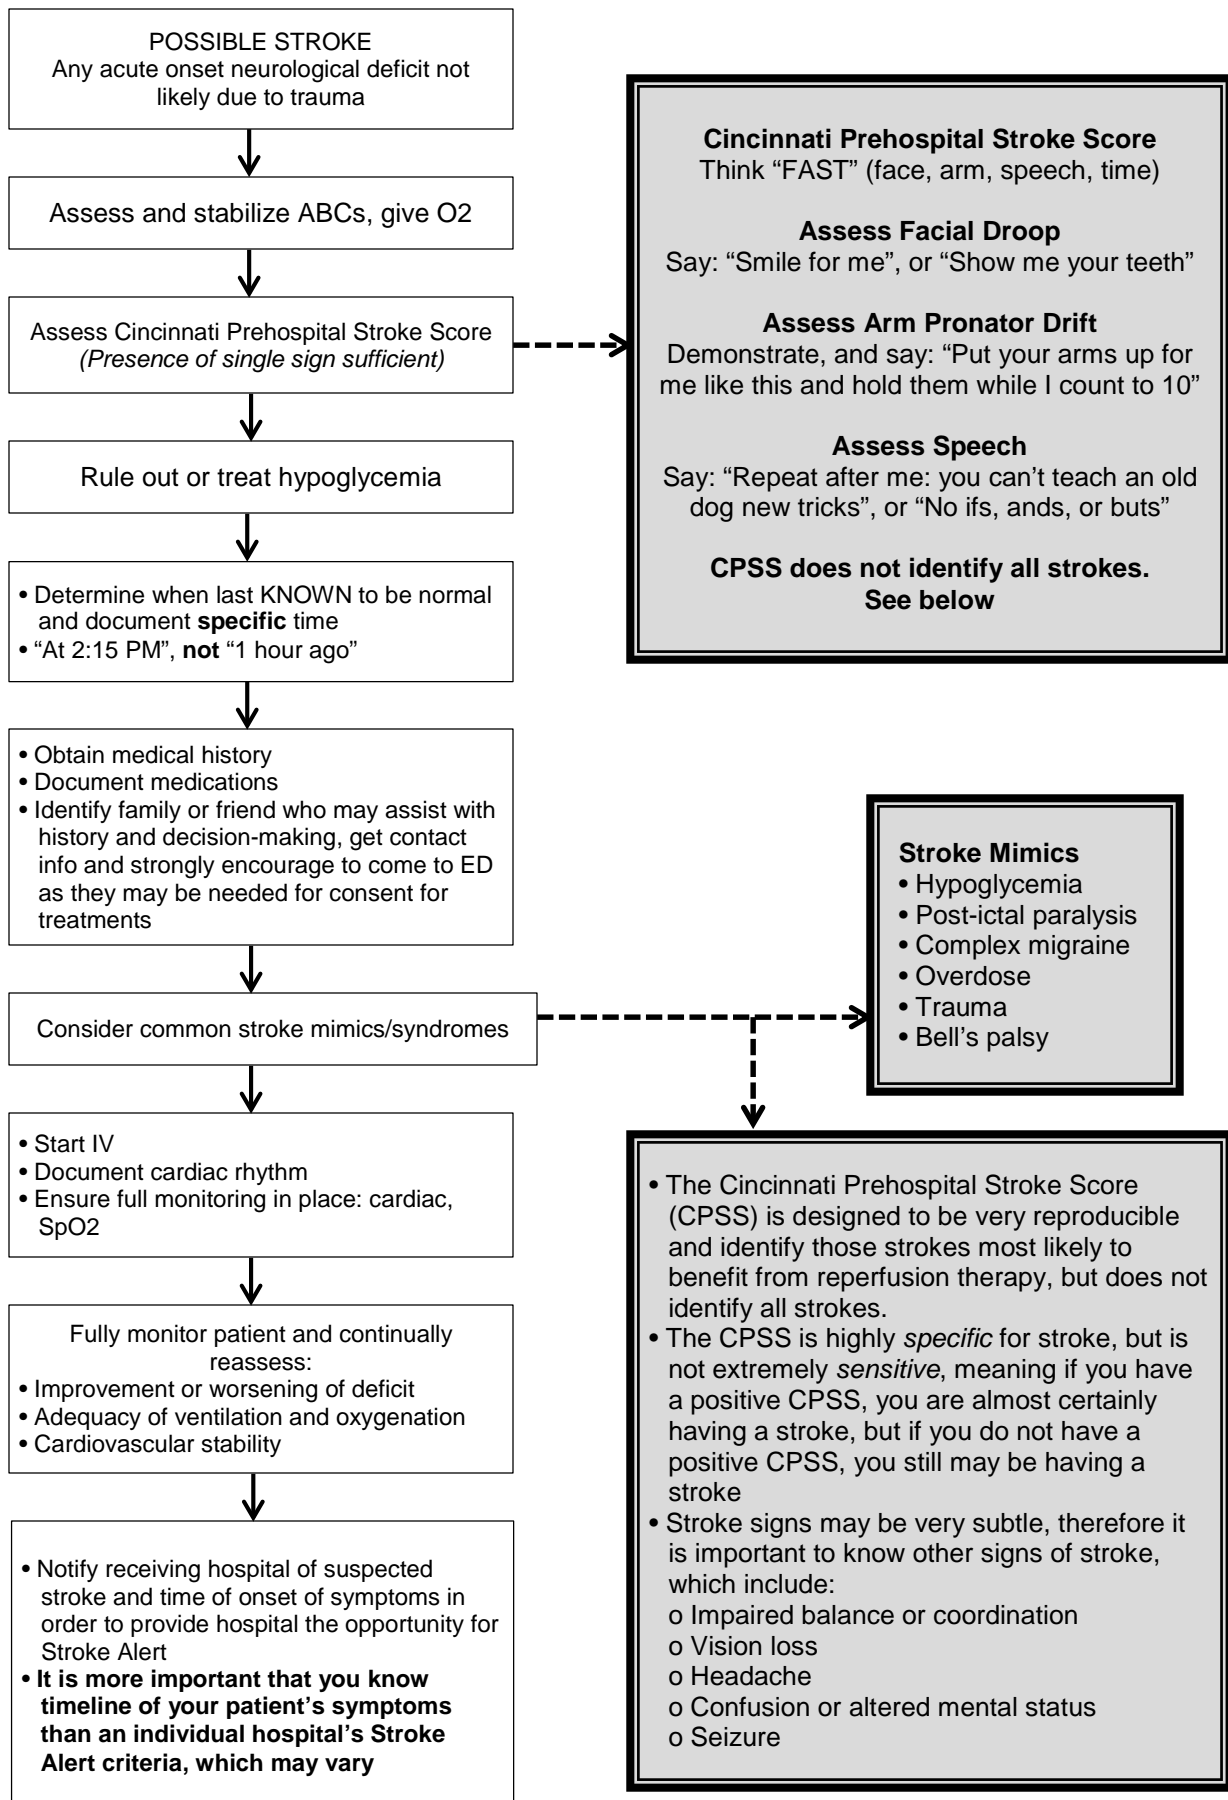 POSSIBLE STROKE
Any acute onset neurological deficit not
likely due to trauma
Assess and stabilize ABCs, give O2
Assess Cincinnati Prehospital Stroke Score
(Presence of single sign sufficient)
Rule out or treat hypoglycemia
• Determine when last KNOWN to be normal
and document specific time
• “At 2:15 PM”, not “1 hour ago”
• Obtain medical history
• Document medications
• Identify family or friend who may assist with
history and decision-making, get contact
info and strongly encourage to come to ED
as they may be needed for consent for
treatments
Consider common stroke mimics/syndromes
• Start IV
• Document cardiac rhythm
• Ensure full monitoring in place: cardiac,
SpO2
Fully monitor patient and continually
reassess:
• Improvement or worsening of deficit
• Adequacy of ventilation and oxygenation
• Cardiovascular stability
• Notify receiving hospital of suspected
stroke and time of onset of symptoms in
order to provide hospital the opportunity for
Stroke Alert
• It is more important that you know
timeline of your patient’s symptoms
than an individual hospital’s Stroke
Alert criteria, which may vary
Cincinnati Prehospital Stroke Score
Think “FAST” (face, arm, speech, time)
Assess Facial Droop
Say: “Smile for me”, or “Show me your teeth”
Assess Arm Pronator Drift
Demonstrate, and say: “Put your arms up for
me like this and hold them while I count to 10”
Assess Speech
Say: “Repeat after me: you can’t teach an old
dog new tricks”, or “No ifs, ands, or buts”
CPSS does not identify all strokes.
See below
Stroke Mimics
• Hypoglycemia
• Post-ictal paralysis
• Complex migraine
• Overdose
• Trauma
• Bell’s palsy
• The Cincinnati Prehospital Stroke Score
(CPSS) is designed to be very reproducible
and identify those strokes most likely to
benefit from reperfusion therapy, but does not
identify all strokes.
• The CPSS is highly specific for stroke, but is
not extremely sensitive, meaning if you have
a positive CPSS, you are almost certainly
having a stroke, but if you do not have a
positive CPSS, you still may be having a
stroke
• Stroke signs may be very subtle, therefore it
is important to know other signs of stroke,
which include:
o Impaired balance or coordination
o Vision loss
o Headache
o Confusion or altered mental status
o Seizure